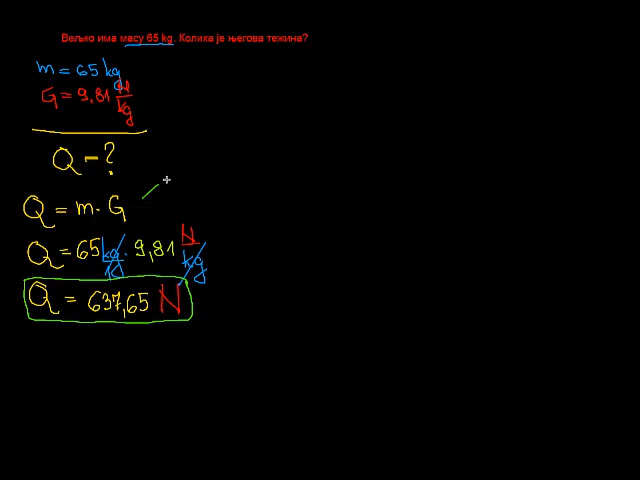 Вељко има масу 65 kg. Колика је његова тежина?
m = 65 kg
G = 9,81 N/kg
Q = ?
Q = m · G
Q = 65 kg · 9,81 N/kg
Q = 637,65 N